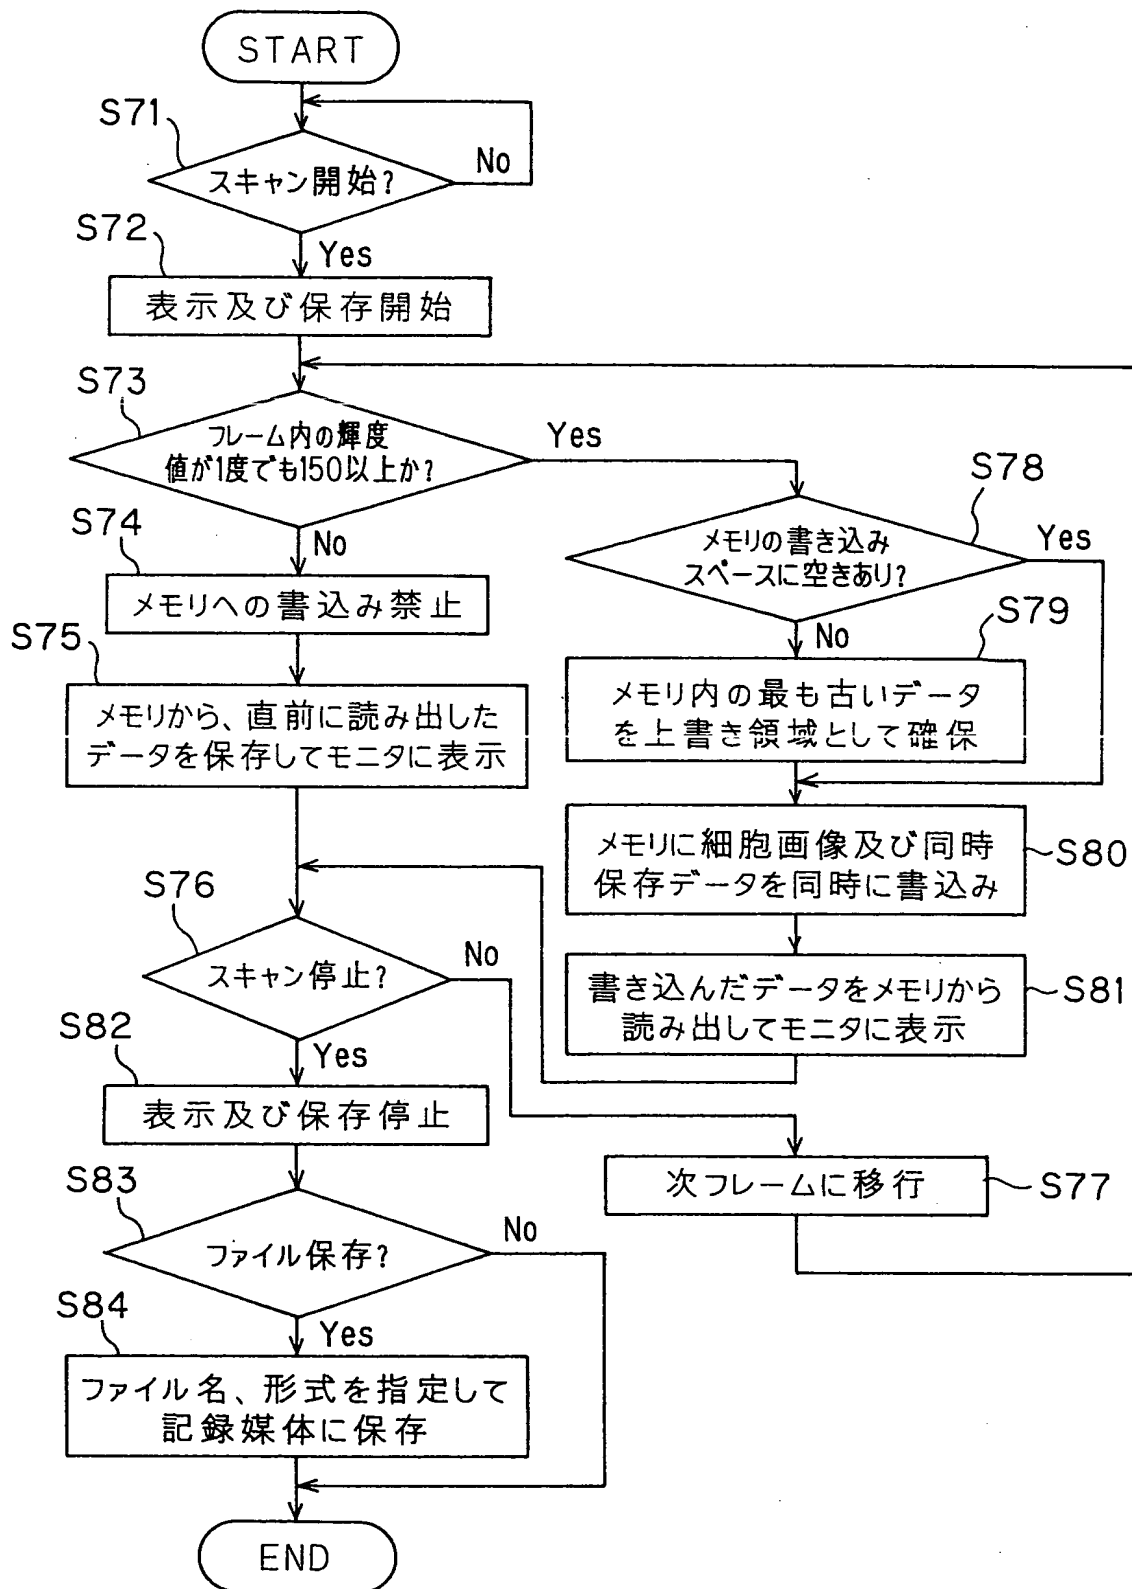 START
S71
スキャン開始?
No
S72
Yes
表示及び保存開始
S73
フレーム内の輝度
値が1度でも150以上か?
Yes
S78
メモリの書き込み
スペースに空きあり?
Yes
S74
No
メモリへの書込み禁止
S79
No
メモリ内の最も古いデータ
を上書き領域として確保
S75
メモリから、直前に読み出した
データを保存してモニタに表示
メモリに細胞画像及び同時
保存データを同時に書込み
S80
S76
スキャン停止?
No
書き込んだデータをメモリから
読み出してモニタに表示
S81
S82
Yes
表示及び保存停止
次フレームに移行
S77
S83
ファイル保存?
No
S84
Yes
ファイル名、形式を指定して
記録媒体に保存
END